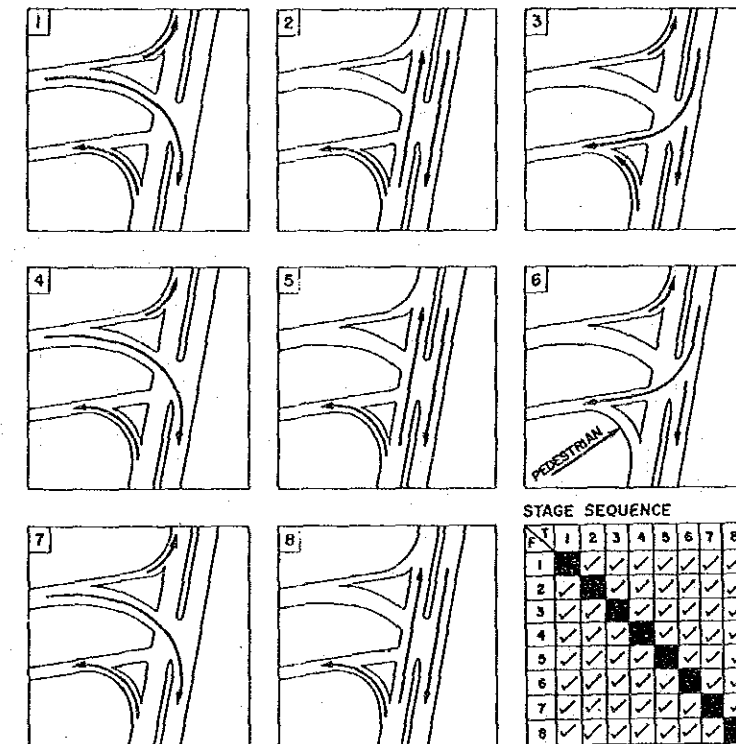 1
2
3
4
5
6
PEDESTRIAN
7
8
STAGE SEQUENCE
F T 1 2 3 4 5 6 7 8
1 ✓ ✓ ✓ ✓ ✓ ✓ ✓
2 ✓ ✓ ✓ ✓ ✓ ✓ ✓
3 ✓ ✓ ✓ ✓ ✓ ✓ ✓
4 ✓ ✓ ✓ ✓ ✓ ✓ ✓
5 ✓ ✓ ✓ ✓ ✓ ✓ ✓
6 ✓ ✓ ✓ ✓ ✓ ✓ ✓
7 ✓ ✓ ✓ ✓ ✓ ✓ ✓
8 ✓ ✓ ✓ ✓ ✓ ✓ ✓